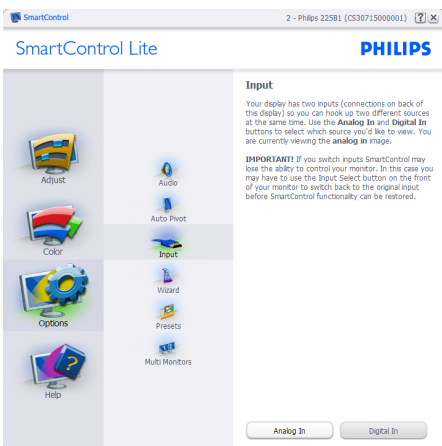 SmartControl
2 - Philips 225B1 (CS30715000001)
SmartControl Lite
PHILIPS
Adjust
Color
Options
Help
Audio
Auto Pivot
Input
Wizard
Presets
Multi Monitors
Input
Your display has two inputs (connections on back of
this display) so you can hook up two different sources
at the same time. Use the Analog In and Digital In
buttons to select which source you'd like to view. You
are currently viewing the analog in image.
IMPORTANT! If you switch inputs SmartControl may
lose the ability to control your monitor. In this case you
may have to use the Input Select button on the front
of your monitor to switch back to the original input
before SmartControl functionality can be restored.
Analog In
Digital In